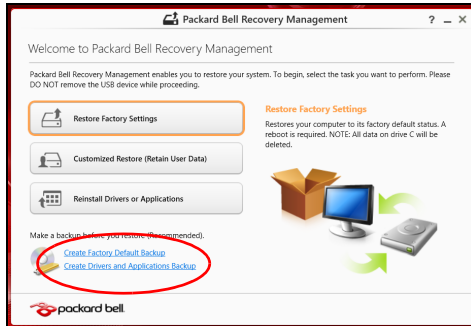 Packard Bell Recovery Management
Welcome to Packard Bell Recovery Management
Packard Bell Recovery Management enables you to restore your system. To begin, select the task you want to perform. Please
DO NOT remove the USB device while proceeding.
Restore Factory Settings
Customized Restore (Retain User Data)
Reinstall Drivers or Applications
Restore Factory Settings
Restores your computer to its factory default status. A
reboot is required. NOTE: All data on drive C will be
deleted.
Make a backup before you restore (Recommended).
Create Factory Default Backup
Create Drivers and Applications Backup
packard bell